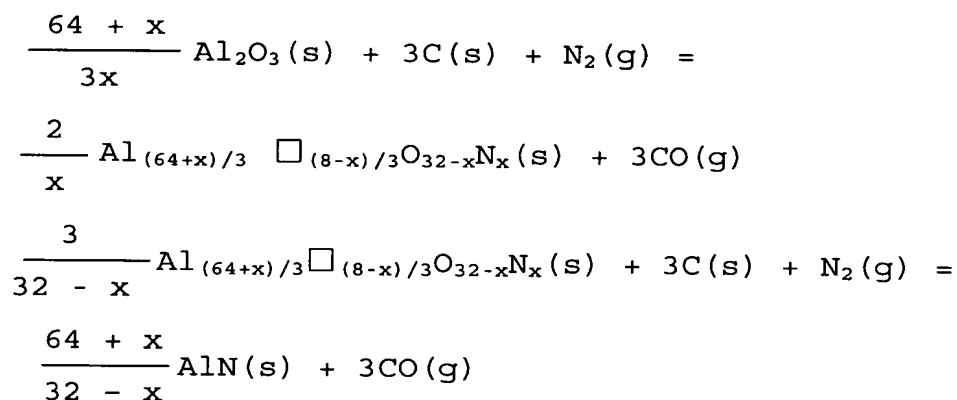 64 + x
3x
Al₂O₃(s) + 3C(s) + N₂(g) =
2
x
Al₍₆₄₊ₓ₎/₃ □₍₈₋ₓ₎/₃O₃₂₋ₓNₓ(s) + 3CO(g)
3
32 - x
Al₍₆₄₊ₓ₎/₃□₍₈₋ₓ₎/₃O₃₂₋ₓNₓ(s) + 3C(s) + N₂(g) =
64 + x
32 - x
AlN(s) + 3CO(g)